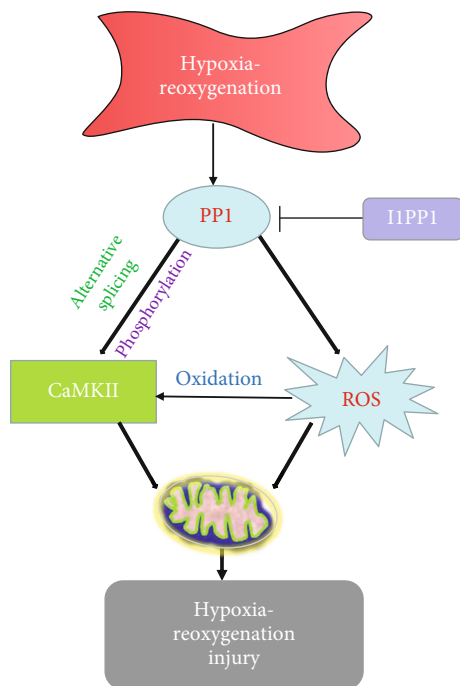 Hypoxia-
reoxygenation
PP1
I1PP1
Alternative
splicing
Phosphorylation
CaMKII
Oxidation
ROS
Hypoxia-
reoxygenation
injury